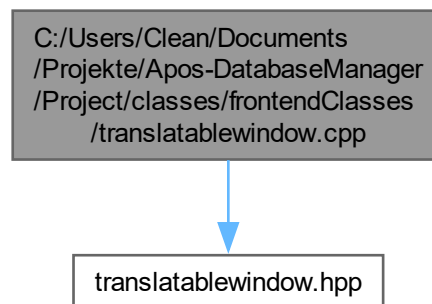 C:/Users/Clean/Documents
/Projekte/Apos-DatabaseManager
/Project/classes/frontendClasses
/translatablewindow.cpp
translatablewindow.hpp